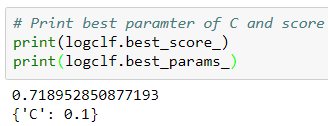 # Print best paramter of C and score
print(logclf.best_score_)
print(logclf.best_params_)
0.718952850877193
{'C': 0.1}